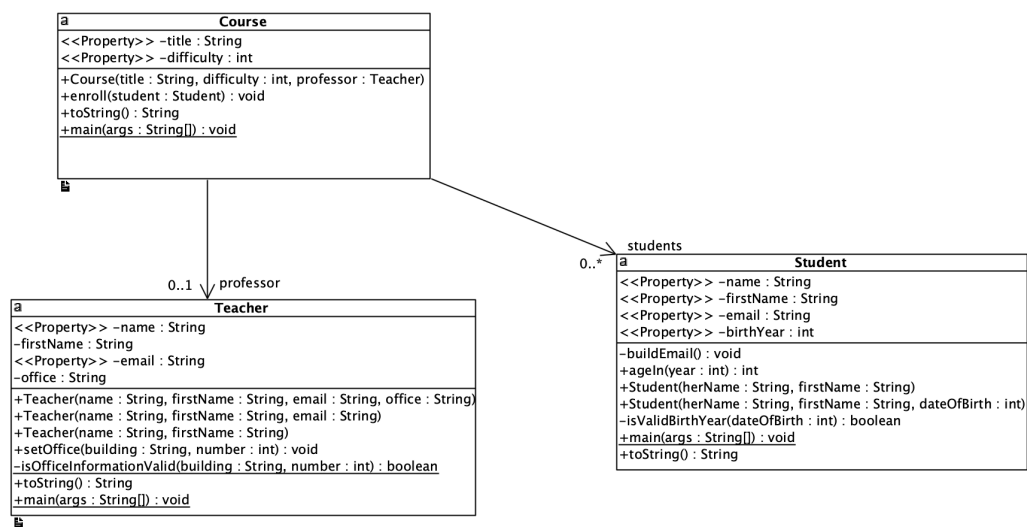 a
Course
<<Property>> -title : String
<<Property>> -difficulty : int
+Course(title : String, difficulty : int, professor : Teacher)
+enroll(student : Student) : void
+toString() : String
+main(args : String[]) : void
students
0..*
0..1
professor
a
Teacher
<<Property>> -name : String
-firstName : String
<<Property>> -email : String
-office : String
+Teacher(name : String, firstName : String, email : String, office : String)
+Teacher(name : String, firstName : String, email : String)
+Teacher(name : String, firstName : String)
+setOffice(building : String, number : int) : void
-isOfficeInformationValid(building : String, number : int) : boolean
+toString() : String
+main(args : String[]) : void
a
Student
<<Property>> -name : String
<<Property>> -firstName : String
<<Property>> -email : String
<<Property>> -birthYear : int
-buildEmail() : void
+ageIn(year : int) : int
+Student(herName : String, firstName : String)
+Student(herName : String, firstName : String, dateOfBirth : int)
-isValidBirthYear(dateOfBirth : int) : boolean
+main(args : String[]) : void
+toString() : String